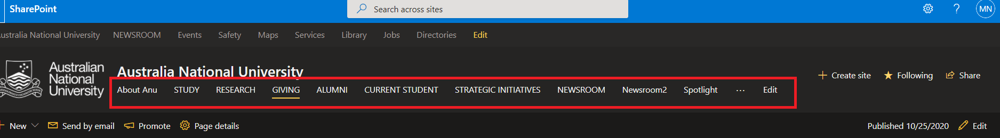 SharePoint
Search across sites
? MN
ustralia National University NEWSROOM Events Safety Maps Services Library Jobs Directories Edit
Australian
National
University
Australia National University
About Anu STUDY RESEARCH GIVING ALUMNI CURRENT STUDENT STRATEGIC INITIATIVES NEWSROOM Newsroom2 Spotlight ... Edit
+ Create site Following Share
+ New Send by email Promote Page details Published 10/25/2020 Edit